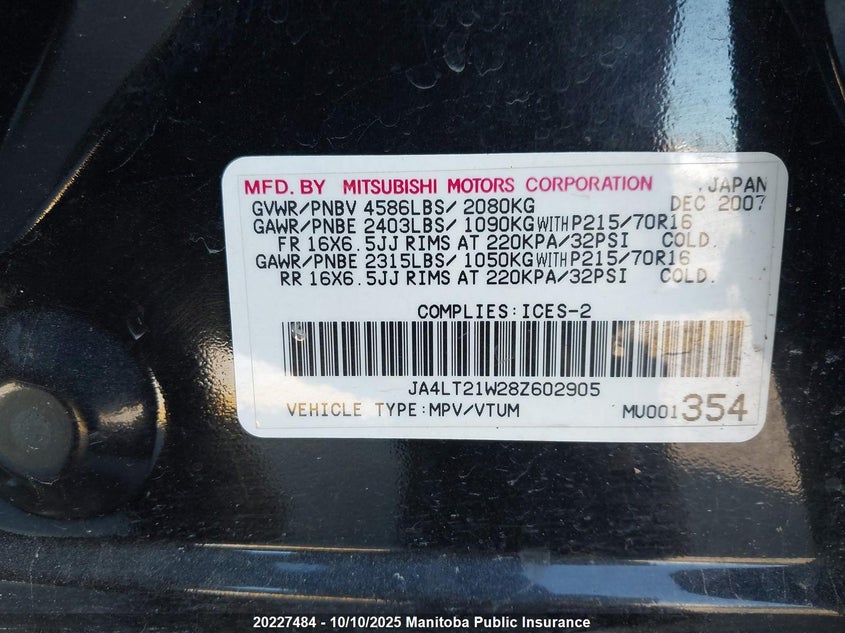 MFD. BY MITSUBISHI MOTORS CORPORATION JAPAN
GVWR/PNBV 4586LBS/ 2080KG DEC 2007
GAWR/PNBE 2403LBS/ 1090KG WITH P215/70R16
FR 16X6.5JJ RIMS AT 220KPA/32PSI COLD.
GAWR/PNBE 2315LBS/ 1050KG WITH P215/70R16
RR 16X6.5JJ RIMS AT 220KPA/32PSI COLD.
COMPLIES:ICES-2
JA4LT21W28Z602905
VEHICLE TYPE:MPV/VTUM MU001354
20227484 - 10/10/2025 Manitoba Public Insurance